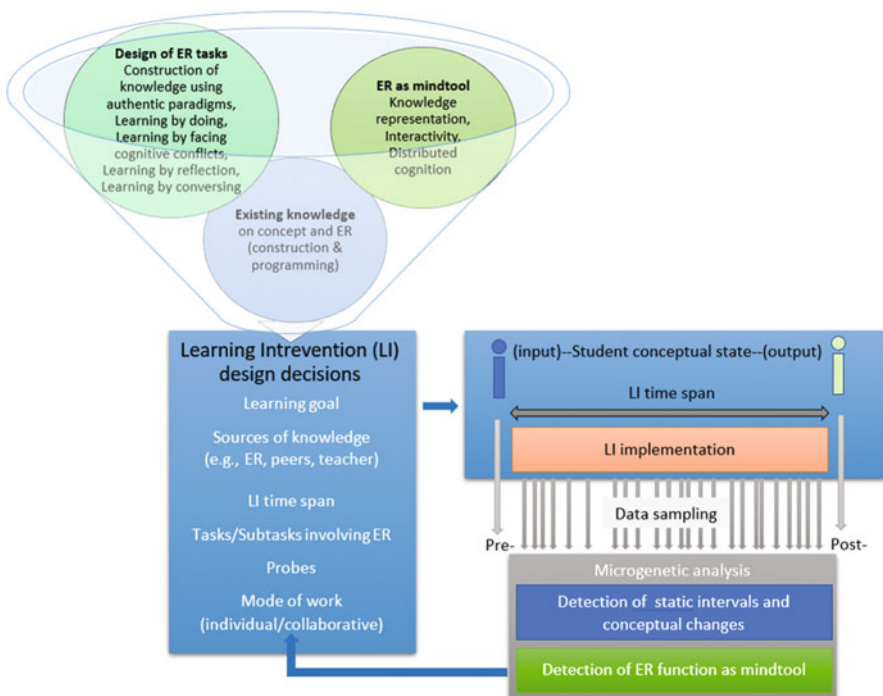 Design of ER tasks
Construction of
knowledge using
authentic paradigms,
Learning by doing,
Learning by facing
cognitive conflicts,
Learning by reflection,
Learning by conversing
ER as mindtool
Knowledge
representation,
Interactivity,
Distributed
cognition
Existing knowledge
on concept and ER
(construction &
programming)
Learning Intrevention (LI)
design decisions
Learning goal
Sources of knowledge
(e.g., ER, peers, teacher)
LI time span
Tasks/Subtasks involving ER
Probes
Mode of work
(individual/collaborative)
(input)--Student conceptual state--(output)
LI time span
LI implementation
Data sampling
Pre-
Post-
Microgenetic analysis
Detection of static intervals and
conceptual changes
Detection of ER function as mindtool